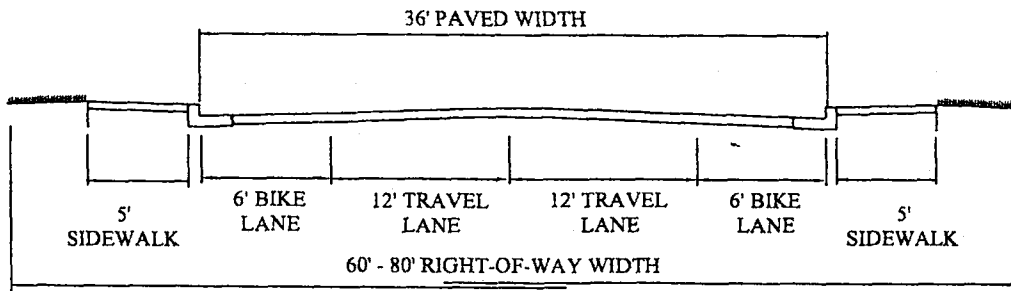 36' PAVED WIDTH
6' BIKE
LANE
12' TRAVEL
LANE
12' TRAVEL
LANE
6' BIKE
LANE
5'
SIDEWALK
5'
SIDEWALK
60' - 80' RIGHT-OF-WAY WIDTH